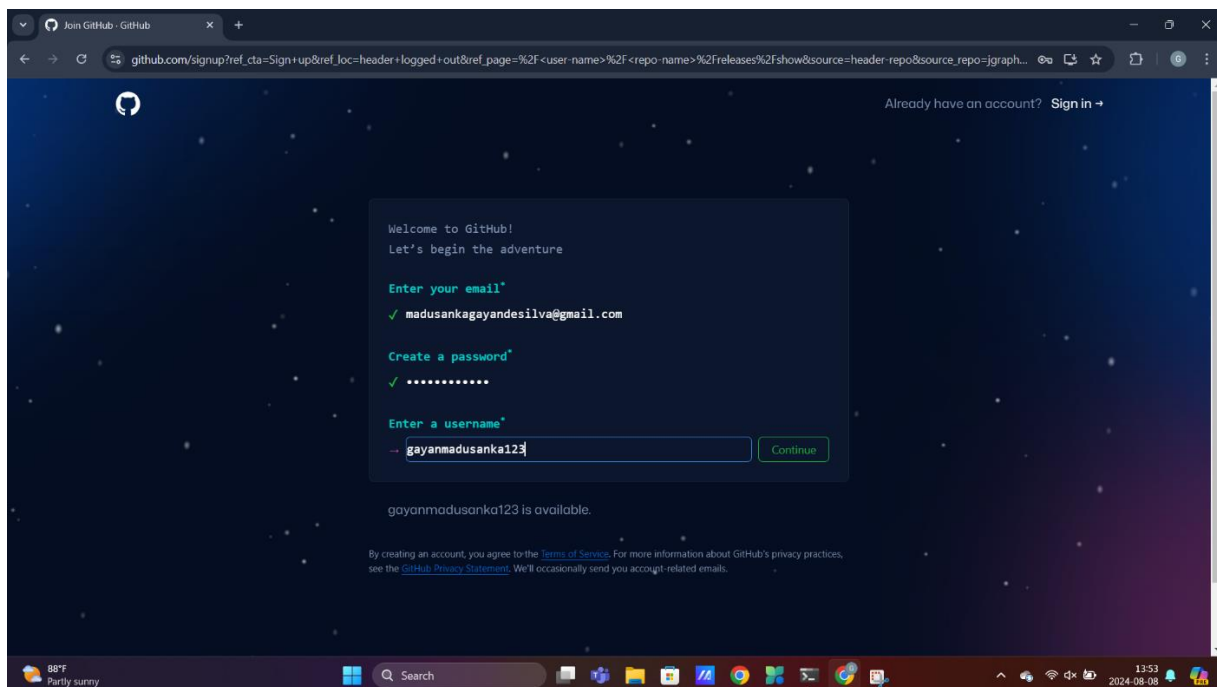 Join GitHub · GitHub
github.com/signup?ref_cta=Sign+up&ref_loc=header+logged+out&ref_page=%2F<user-name>%2F<repo-name>%2Freleases%2Fshow&source=header-repo&source_repo=jgraph...
G
Already have an account? Sign in →
Welcome to GitHub!
Let's begin the adventure
Enter your email*
✓ madusankagayandesilva@gmail.com
Create a password*
✓ ••••••••••••
Enter a username*
→ gayanmadusanka123 Continue
gayanmadusanka123 is available.
By creating an account, you agree to the Terms of Service. For more information about GitHub's privacy practices,
see the GitHub Privacy Statement. We'll occasionally send you account-related emails.
88°F
Partly sunny
Search
13:53
2024-08-08